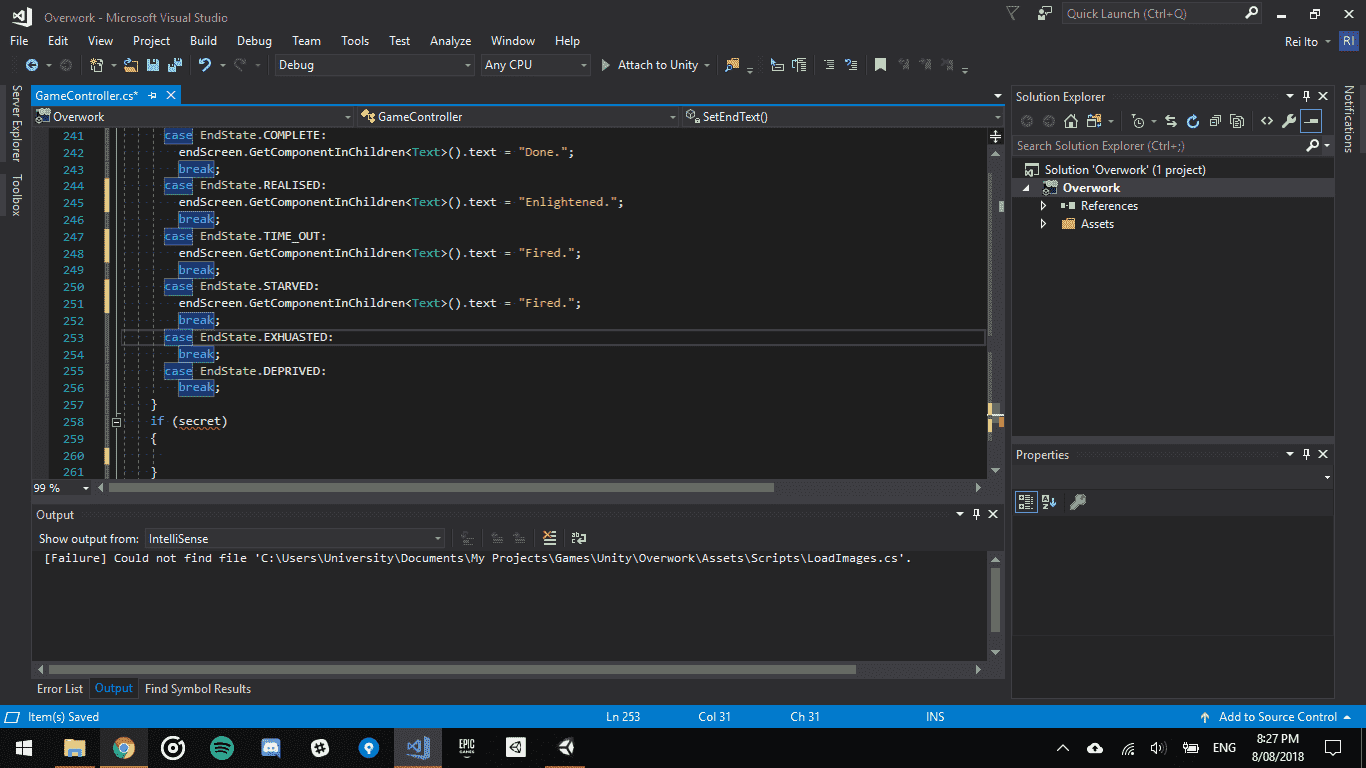 Overwork - Microsoft Visual Studio
Quick Launch (Ctrl+Q)
File Edit View Project Build Debug Team Tools Test Analyze Window Help
Rei Ito RI
Debug Any CPU Attach to Unity
Server Explorer
Toolbox
GameController.cs*
Overwork GameController SetEndText()
241 case EndState.COMPLETE:
242 endScreen.GetComponentInChildren<Text>().text = "Done.";
243 break;
244 case EndState.REALISED:
245 endScreen.GetComponentInChildren<Text>().text = "Enlightened.";
246 break;
247 case EndState.TIME_OUT:
248 endScreen.GetComponentInChildren<Text>().text = "Fired.";
249 break;
250 case EndState.STARVED:
251 endScreen.GetComponentInChildren<Text>().text = "Fired.";
252 break;
253 case EndState.EXHUASTED:
254 break;
255 case EndState.DEPRIVED:
256 break;
257 }
258 if (secret)
259 {
260
261 }
99 %
Output
Show output from: IntelliSense
[Failure] Could not find file 'C:\Users\University\Documents\My Projects\Games\Unity\Overwork\Assets\Scripts\LoadImages.cs'.
Error List Output Find Symbol Results
Solution Explorer
Search Solution Explorer (Ctrl+;)
Solution 'Overwork' (1 project)
Overwork
References
Assets
Properties
Notifications
Item(s) Saved Ln 253 Col 31 Ch 31 INS Add to Source Control
EPIC GAMES
ENG
8:27 PM
8/08/2018